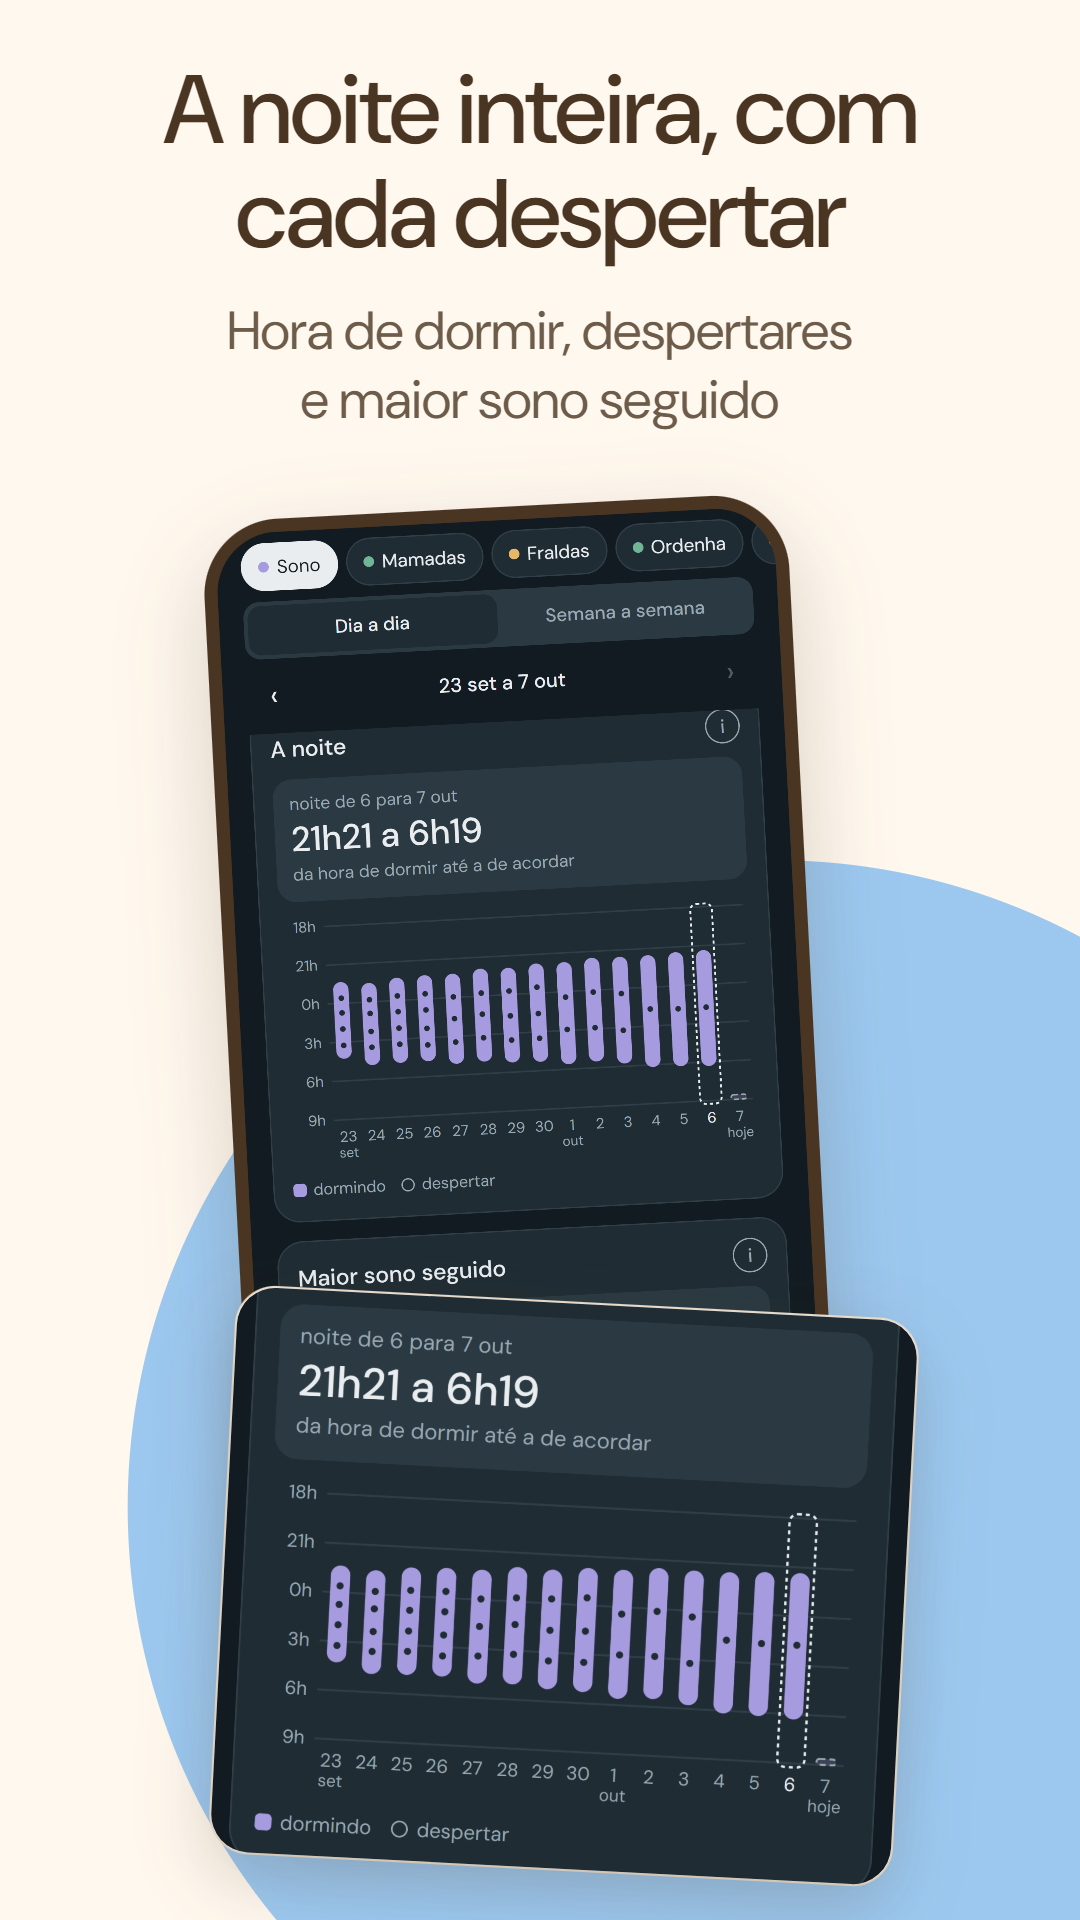 A noite inteira, com
cada despertar
Hora de dormir, despertares
e maior sono seguido
Sono
Mamadas
Fraldas
Ordenha
Dia a dia
Semana a semana
23 set a 7 out
A noite
noite de 6 para 7 out
21h21 a 6h19
da hora de dormir até a de acordar
18h
21h
0h
3h
6h
9h
23 24 25 26 27 28 29 30 1 2 3 4 5 6 7
set out hoje
dormindo despertar
Maior sono seguido
noite de 6 para 7 out
21h21 a 6h19
da hora de dormir até a de acordar
18h
21h
0h
3h
6h
9h
23 24 25 26 27 28 29 30 1 2 3 4 5 6 7
set out hoje
dormindo despertar